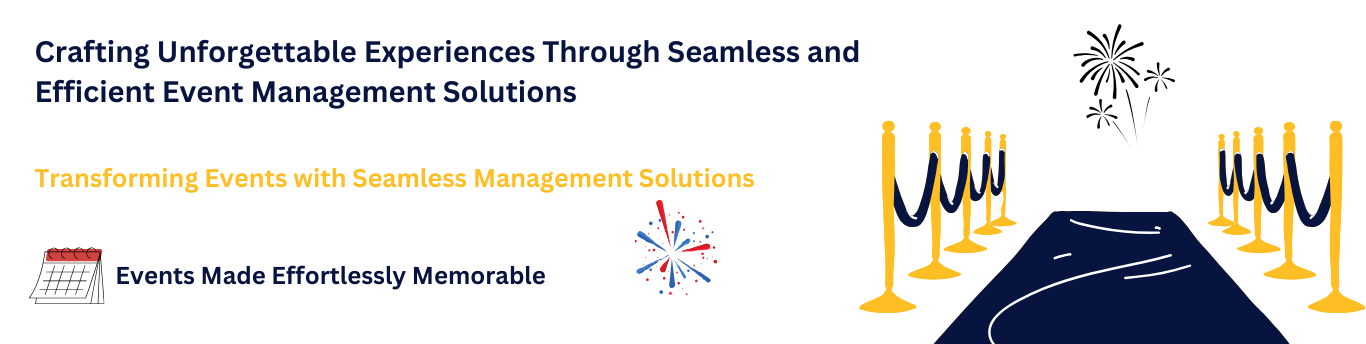 Crafting Unforgettable Experiences Through Seamless and
Efficient Event Management Solutions
Transforming Events with Seamless Management Solutions
Events Made Effortlessly Memorable